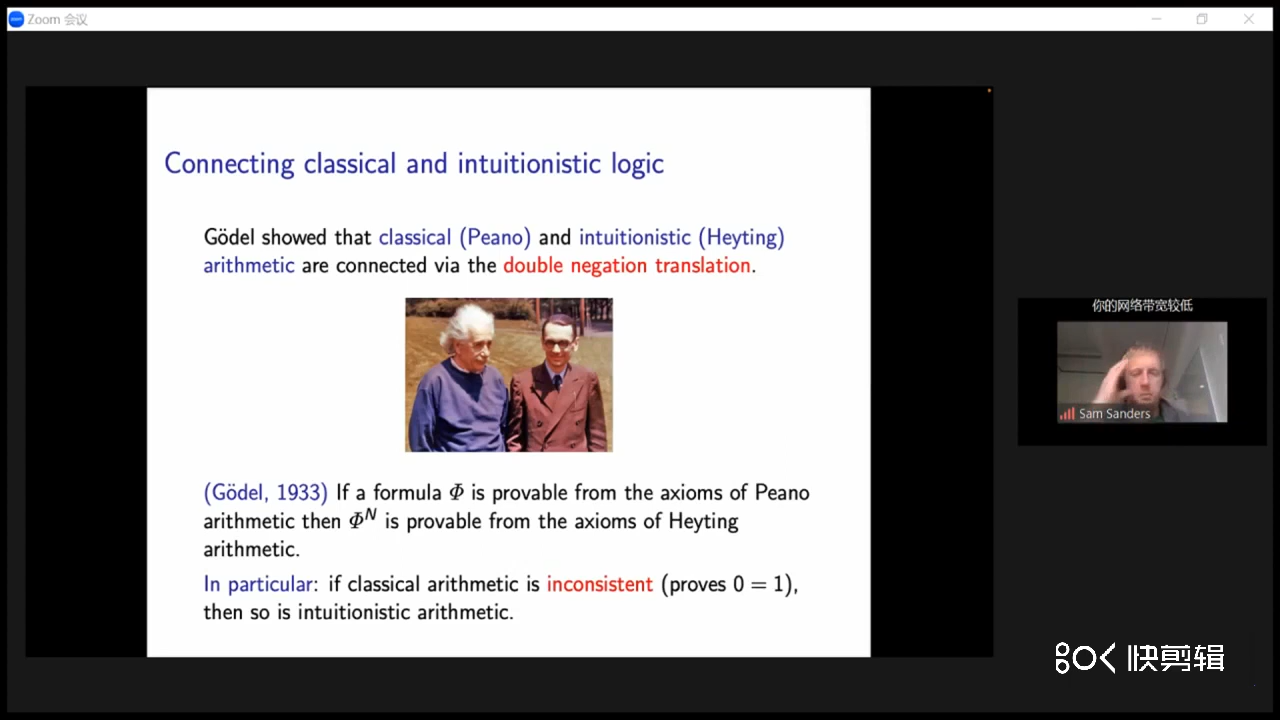 Zoom 会议
Connecting classical and intuitionistic logic
Gödel showed that classical (Peano) and intuitionistic (Heyting)
arithmetic are connected via the double negation translation.
(Gödel, 1933) If a formula Φ is provable from the axioms of Peano
arithmetic then Φ^N is provable from the axioms of Heyting
arithmetic.
In particular: if classical arithmetic is inconsistent (proves 0 = 1),
then so is intuitionistic arithmetic.
你的网络带宽较低
Sam Sanders
快剪辑